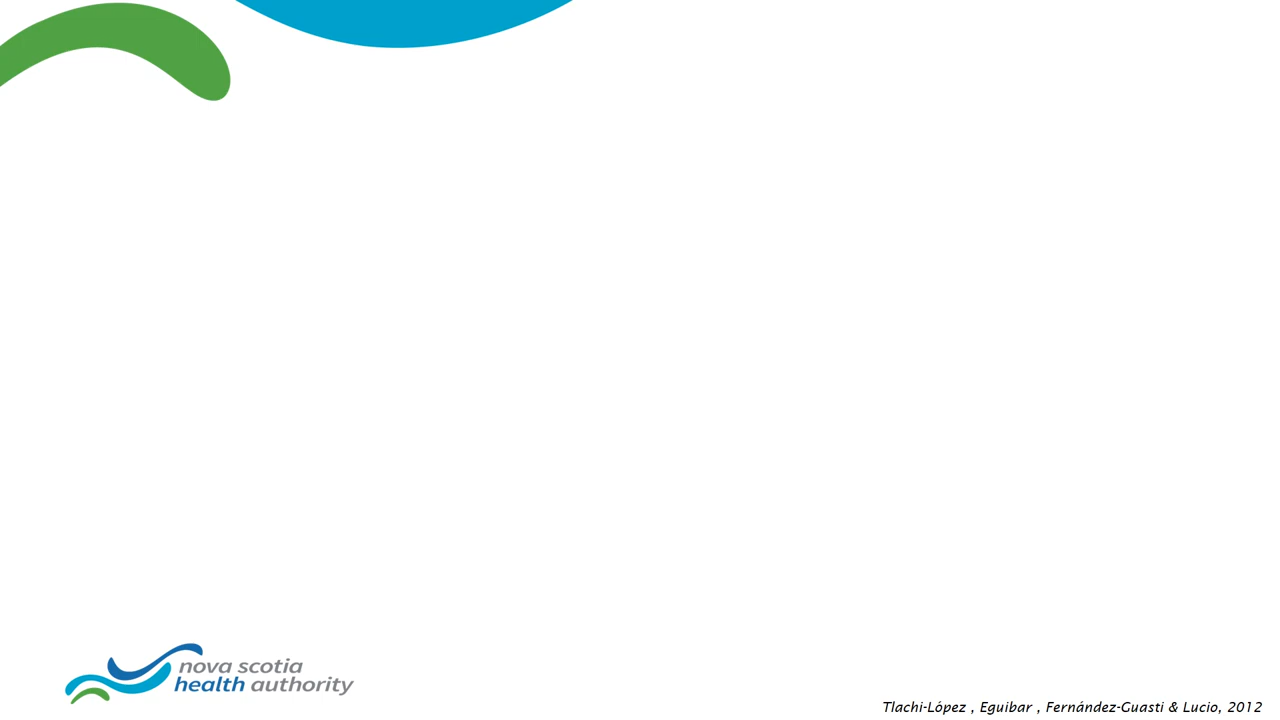 nova scotia
health authority
Tlachi-López , Eguibar , Fernández-Guasti & Lucio, 2012